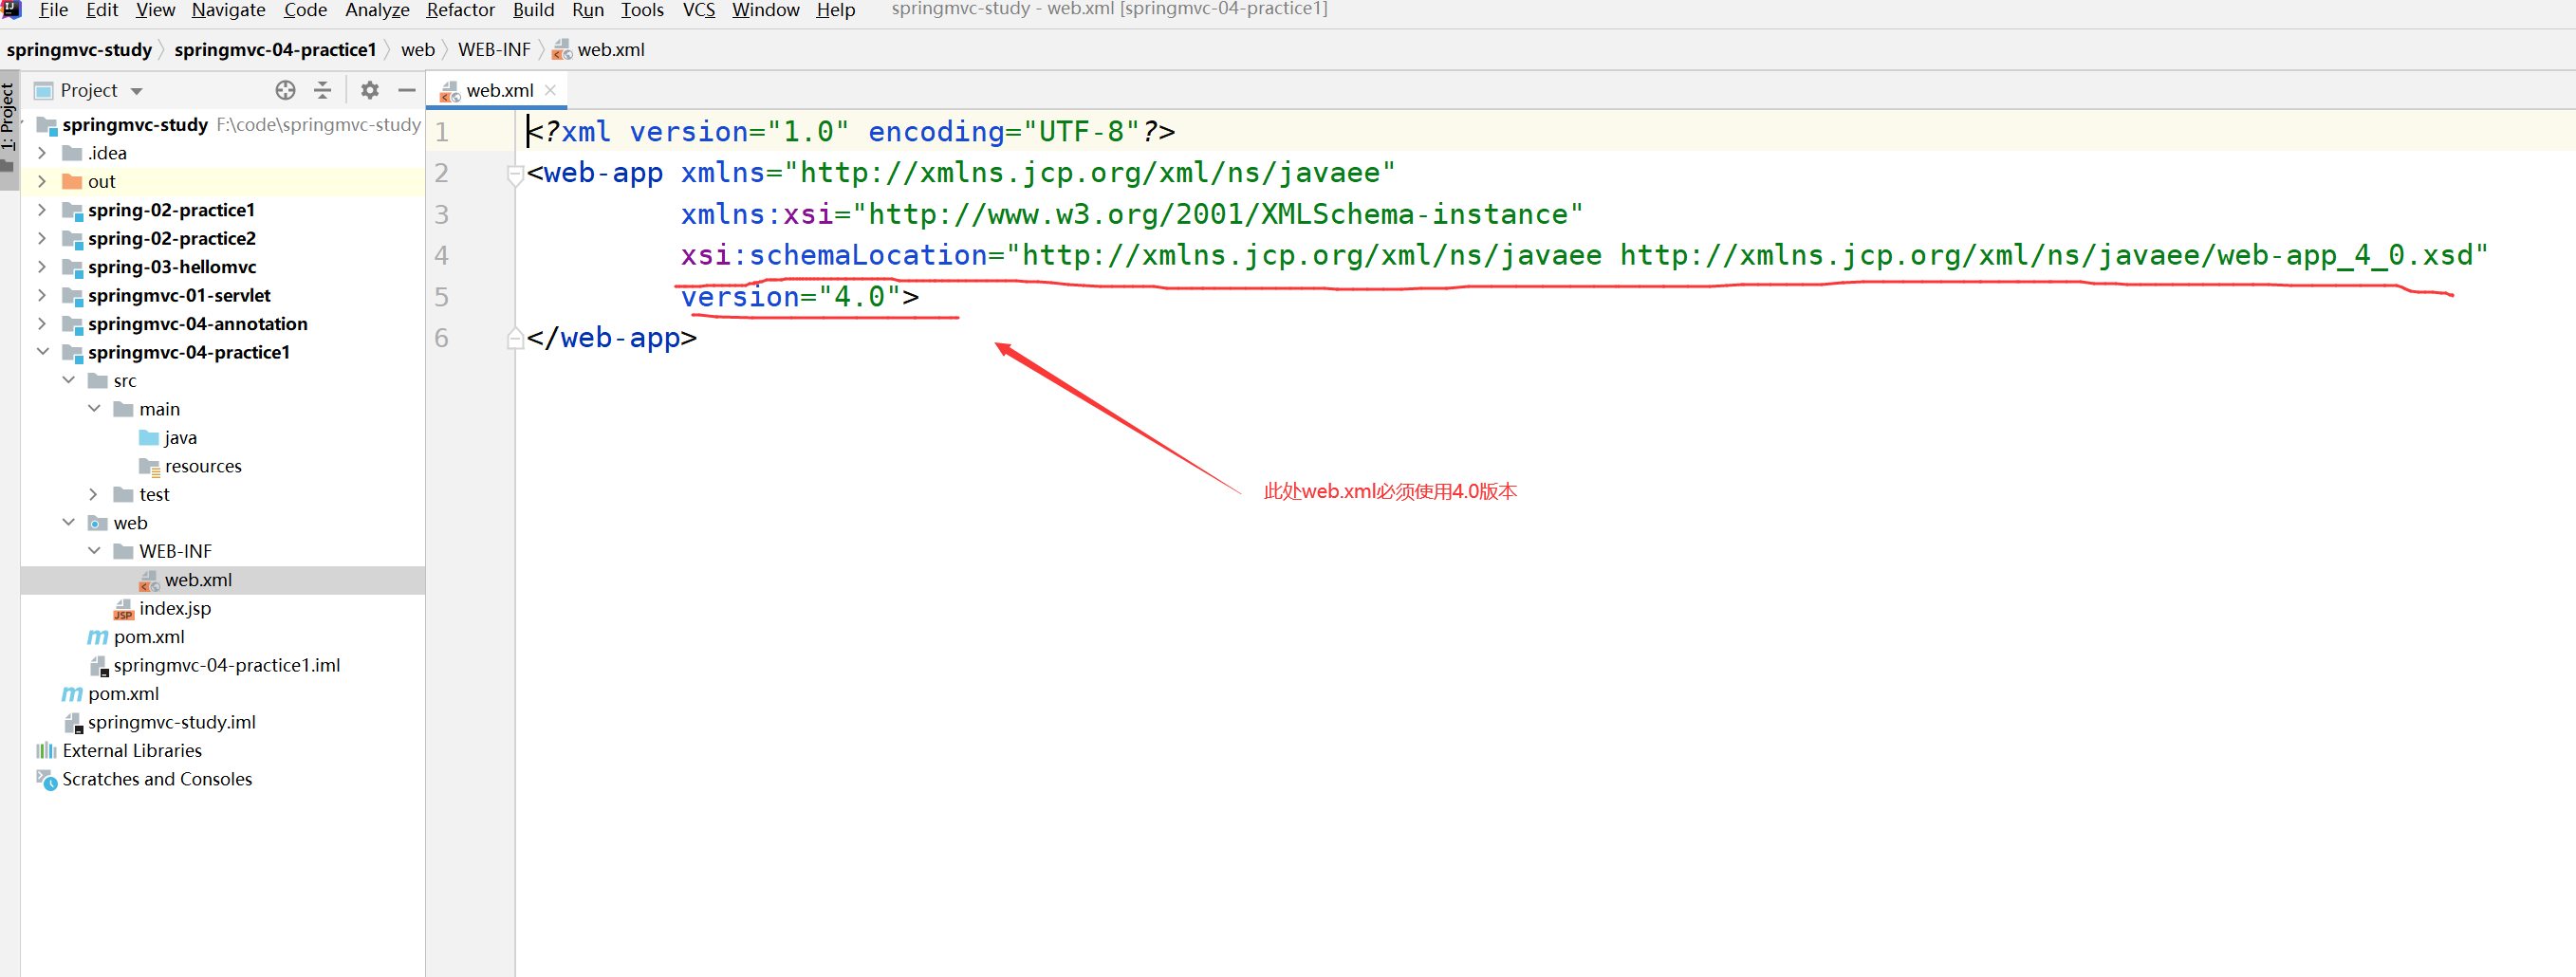 File Edit View Navigate Code Analyze Refactor Build Run Tools VCS Window Help springmvc-study - web.xml [springmvc-04-practice1]
springmvc-study springmvc-04-practice1 web WEB-INF web.xml
1: Project
Project
web.xml
springmvc-study F:\code\springmvc-study
.idea
out
spring-02-practice1
spring-02-practice2
spring-03-hellomvc
springmvc-01-servlet
springmvc-04-annotation
springmvc-04-practice1
src
main
java
resources
test
web
WEB-INF
web.xml
index.jsp
pom.xml
springmvc-04-practice1.iml
pom.xml
springmvc-study.iml
External Libraries
Scratches and Consoles
1 <?xml version="1.0" encoding="UTF-8"?>
2 <web-app xmlns="http://xmlns.jcp.org/xml/ns/javaee"
3 xmlns:xsi="http://www.w3.org/2001/XMLSchema-instance"
4 xsi:schemaLocation="http://xmlns.jcp.org/xml/ns/javaee http://xmlns.jcp.org/xml/ns/javaee/web-app_4_0.xsd"
5 version="4.0">
6 </web-app>
此处web.xml必须使用4.0版本